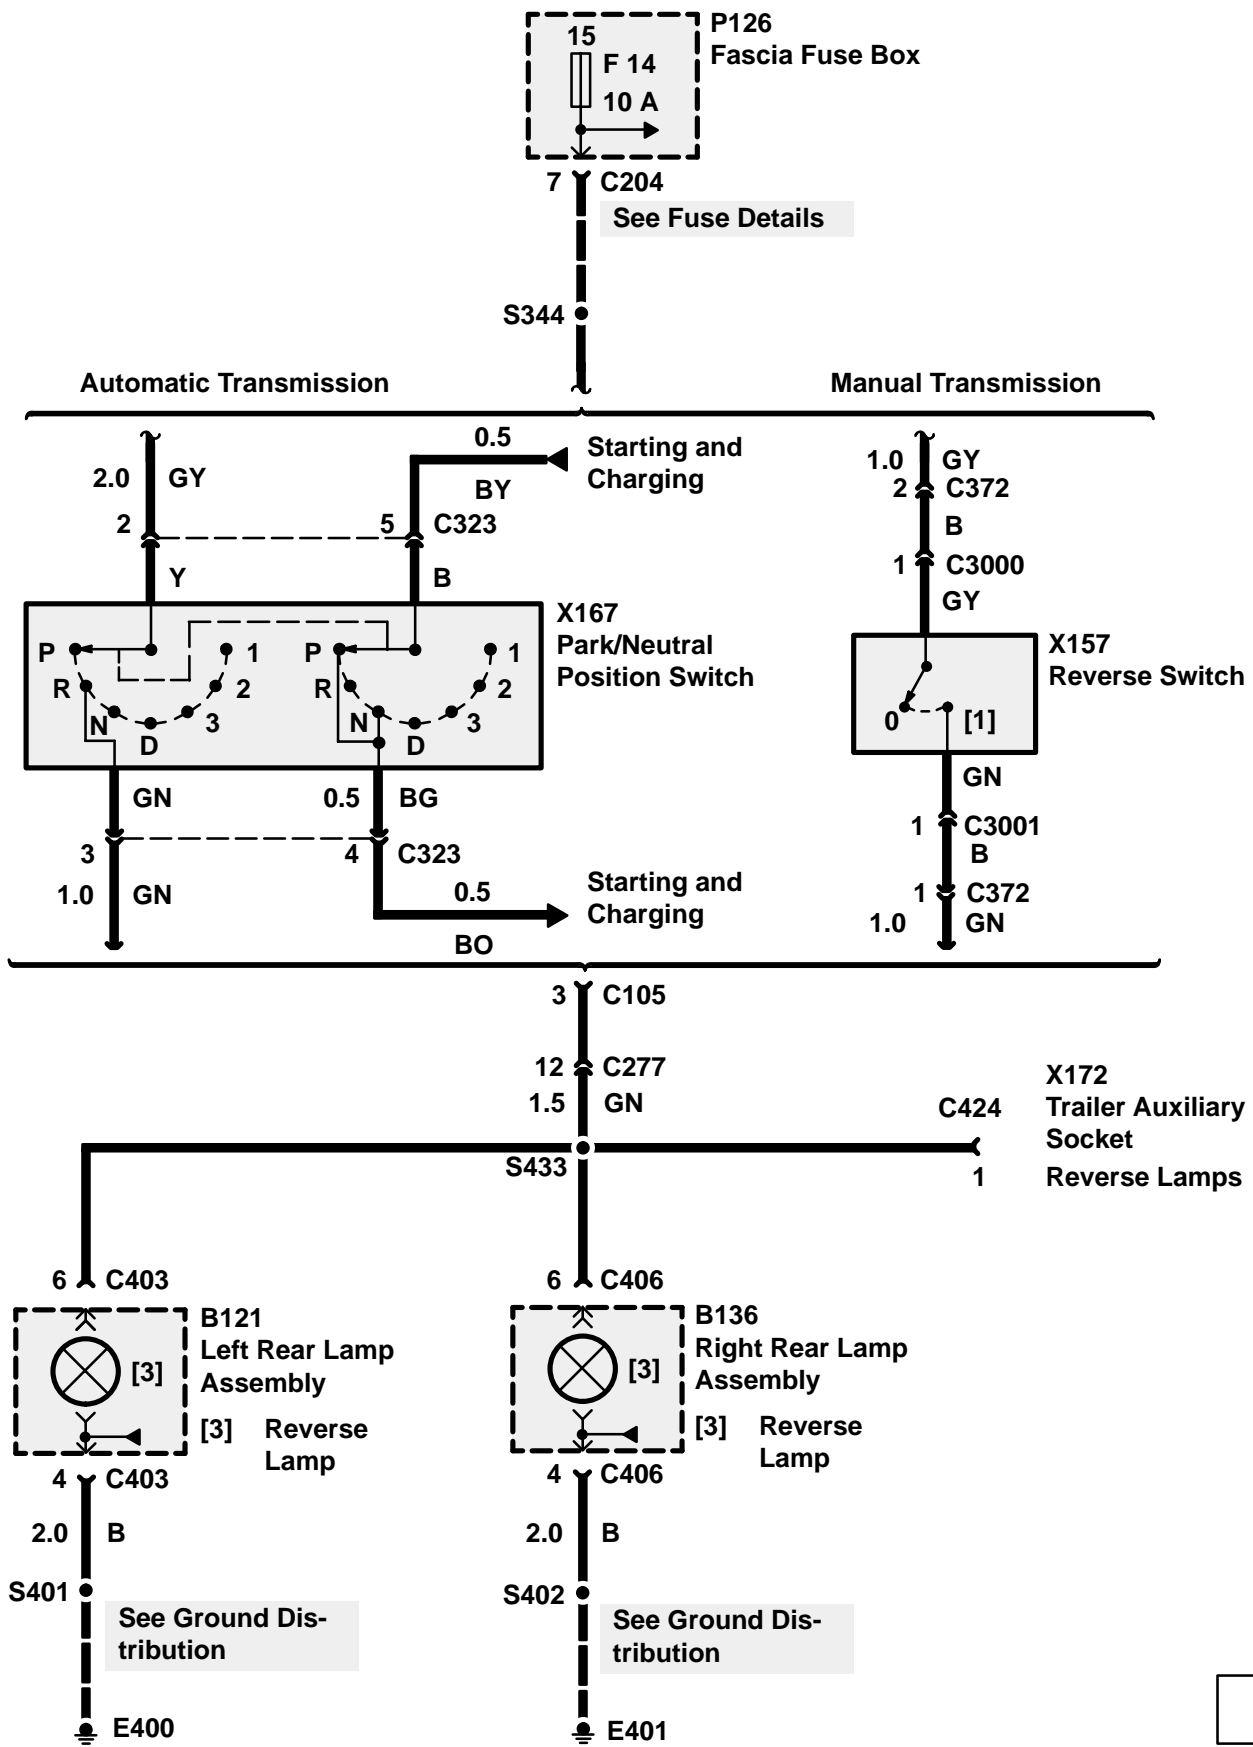 P126
15
F 14
Fascia Fuse Box
10 A
7 C204
See Fuse Details
S344
Automatic Transmission
Manual Transmission
0.5
Starting and
Charging
BY
2.0 GY
1.0 GY
2 C372
2
5 C323
B
Y
B
1 C3000
GY
X167
Park/Neutral
Position Switch
P 1
R 2
N 3
D
P 1
R 2
N 3
D
X157
Reverse Switch
0 [1]
GN
GN
0.5 BG
1 C3001
B
3
4 C323
1.0 GN
0.5
Starting and
Charging
BO
1 C372
1.0 GN
3 C105
12 C277
1.5 GN
C424
X172
Trailer Auxiliary
Socket
S433
1 Reverse Lamps
6 C403
6 C406
B121
Left Rear Lamp
Assembly
[3]
[3] Reverse
Lamp
B136
Right Rear Lamp
Assembly
[3]
[3] Reverse
Lamp
4 C403
4 C406
2.0 B
2.0 B
S401
S402
See Ground Dis-
tribution
See Ground Dis-
tribution
E400
E401